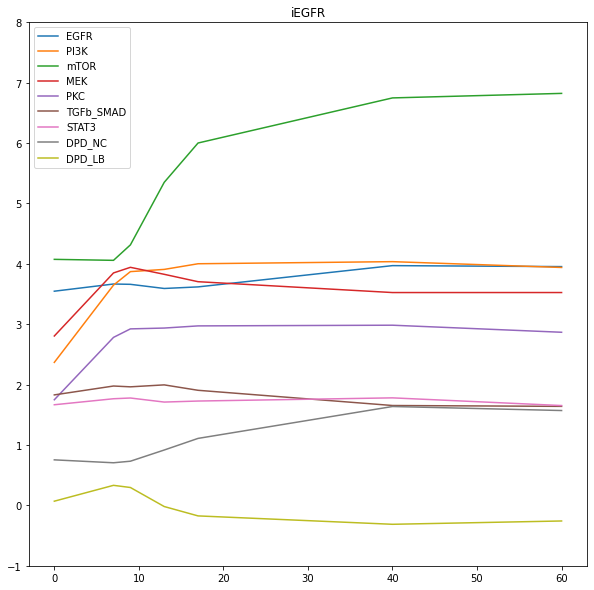 iEGFR
8
7
6
5
4
3
2
1
0
−1
EGFR
PI3K
mTOR
MEK
PKC
TGFb_SMAD
STAT3
DPD_NC
DPD_LB
0 10 20 30 40 50 60